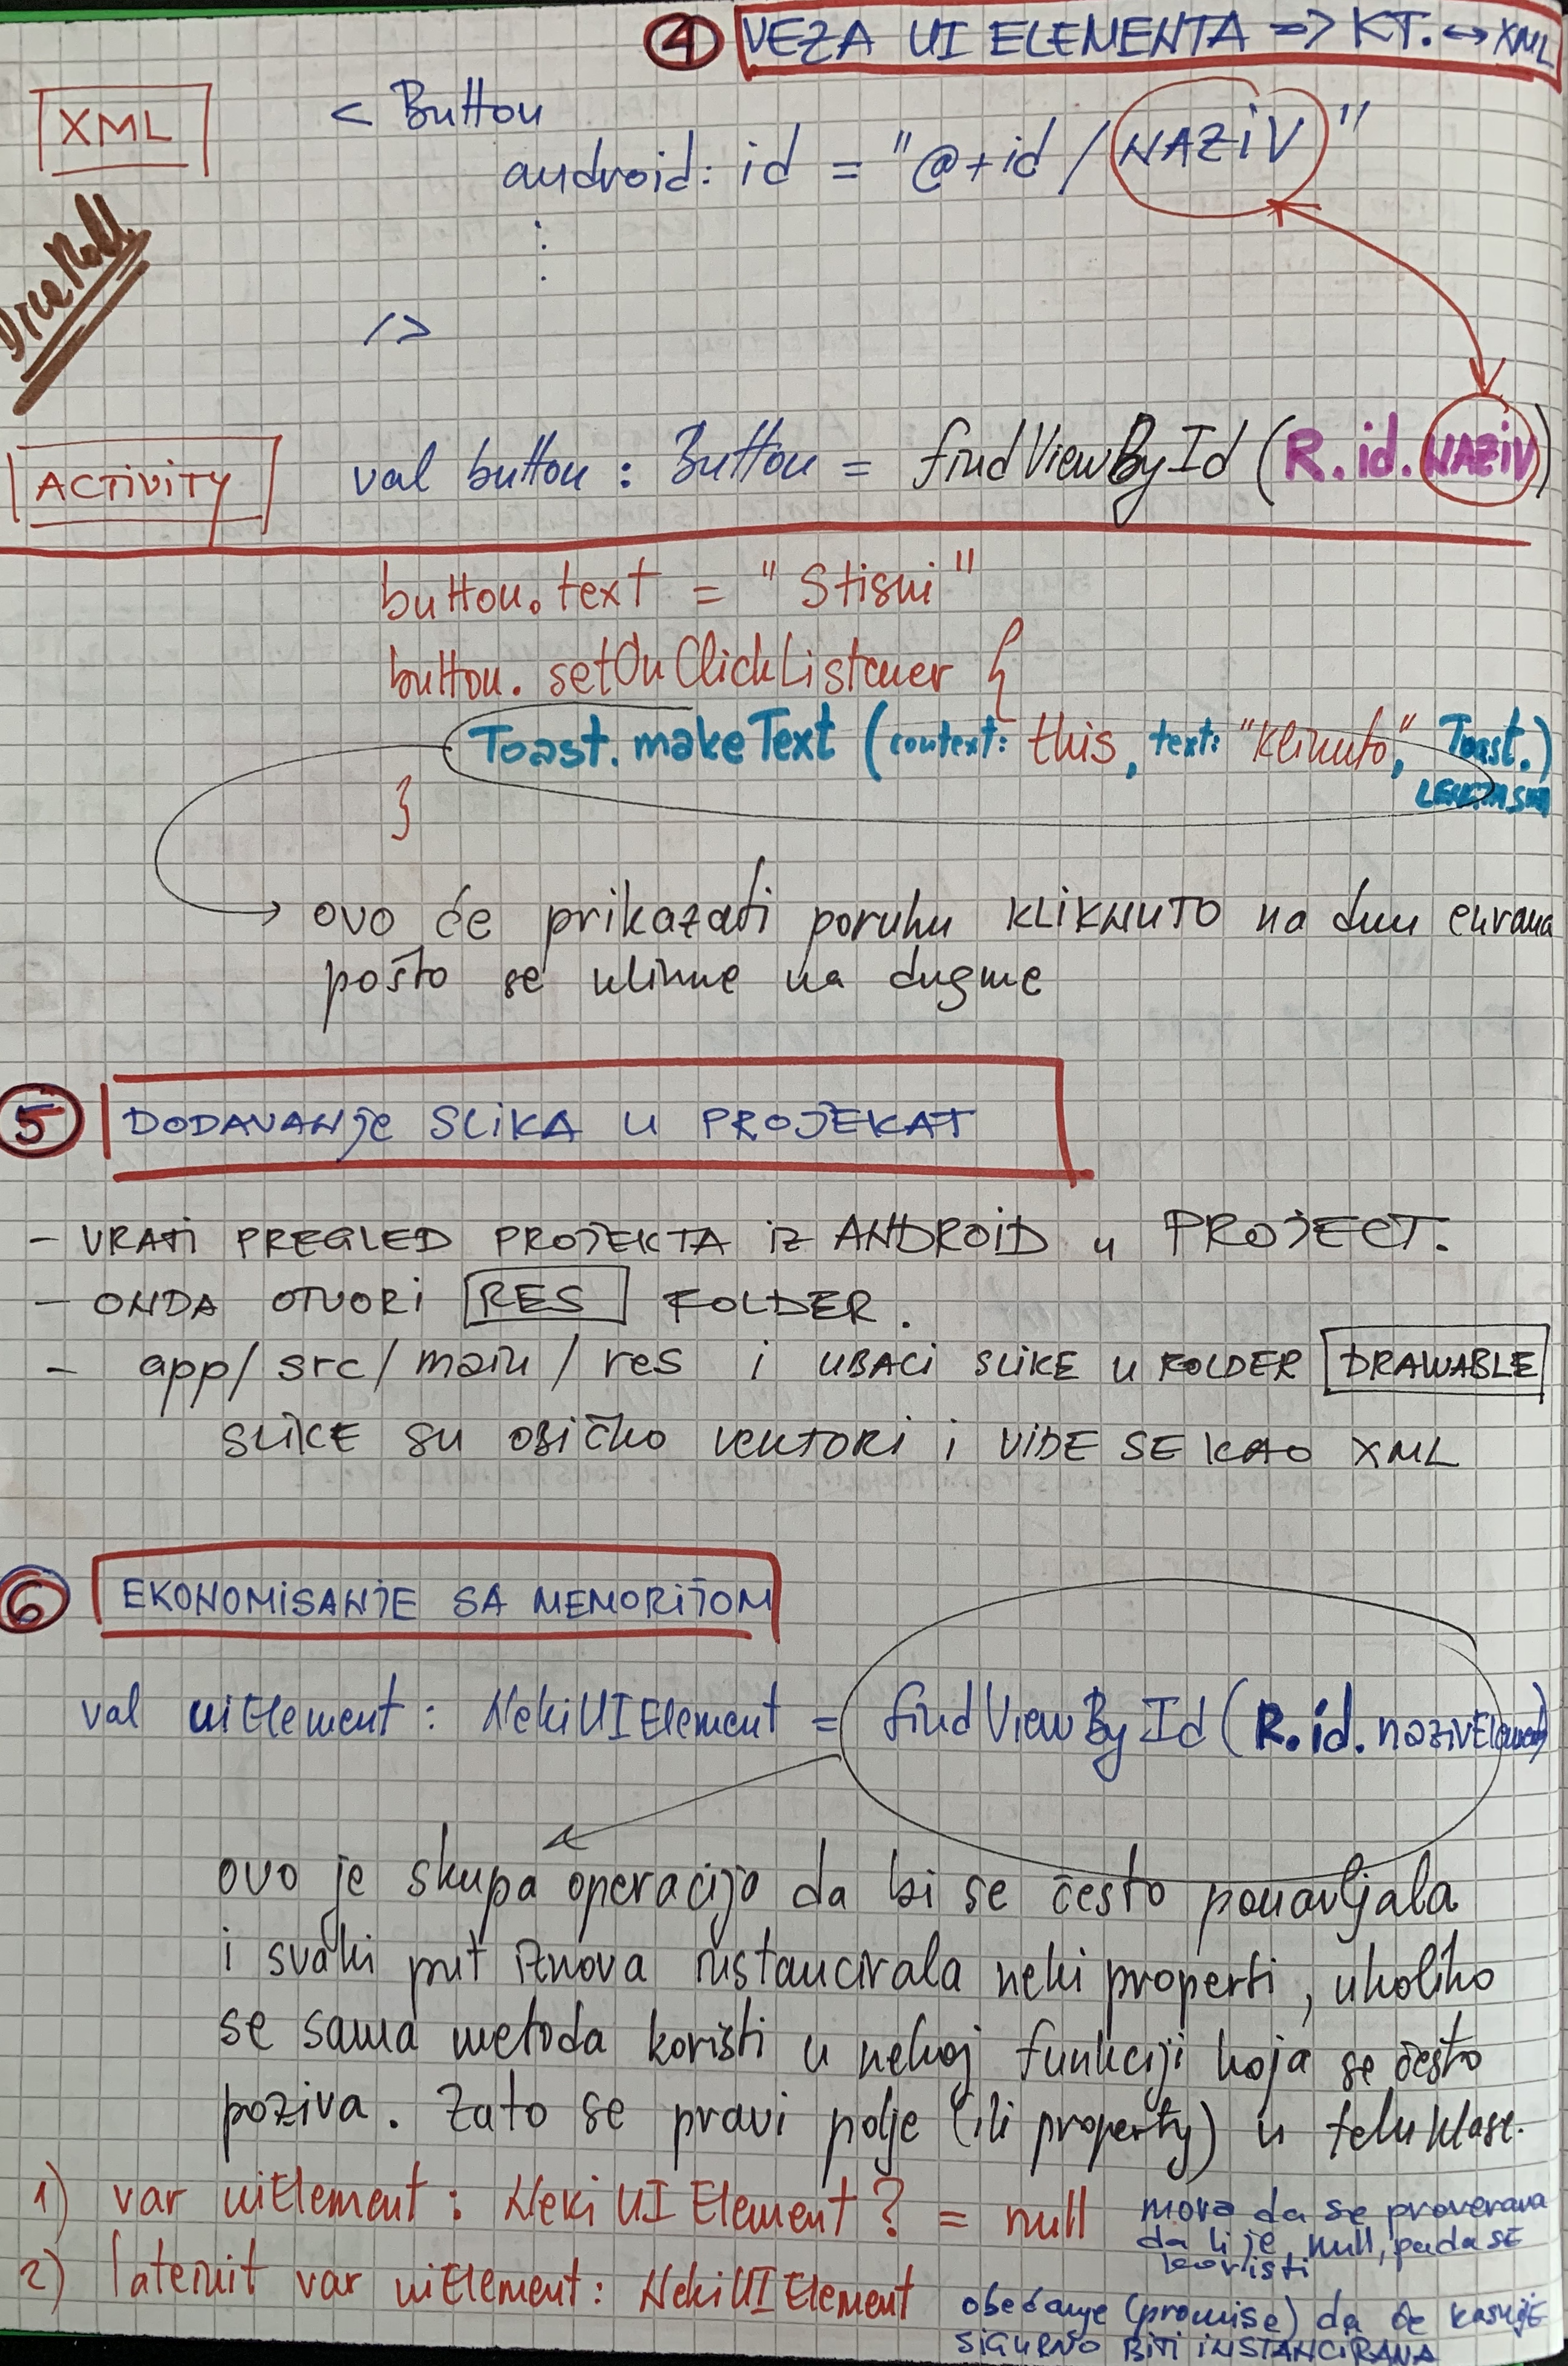 4 VEZA UI ELEMENTA => KT. <-> XML
XML
< Button
android: id = "@+id / NAZIV"
:
/>
DiceRoll
ACTIVITY
val button : Button = findViewById (R.id.NAZIV)
button.text = "Stisni"
button. setOnClickListener {
Toast. makeText (context: this, text: "kliknuto", Toast.)
}
ovo će prikazati poruku KLIKNUTO na dnu ekrana
pošto se klikne na dugme
5 DODAVANJE SLIKA U PROJEKAT
- VRATI PREGLED PROJEKTA IZ ANDROID u PROJECT.
- ONDA OTVORI RES FOLDER.
- app/ src/ main / res i UBACI SLIKE U FOLDER DRAWABLE
SLIKE SU OBIČNO VEKTORI i VIDE SE KAO XML
6 EKONOMISANJE SA MEMORIJOM
val uiElement : NekiUIElement = findViewById (R.id. nazivElementa)
ovo je skupa operacija da bi se često ponavljala
i svaki put iznova instancirala neki properti, ukoliko
se sama metoda koristi u nekoj funkciji koja se često
poziva. Zato se pravi polje (ili property) u telu klase.
1) var uiElement : Neki UI Element ? = null mora da se proverava
da li je null, pa da se
koristi
2) lateinit var uiElement: NekiUIElement obećanje (promise) da će kasnije
SIGURNO BITI INSTANCIRANA